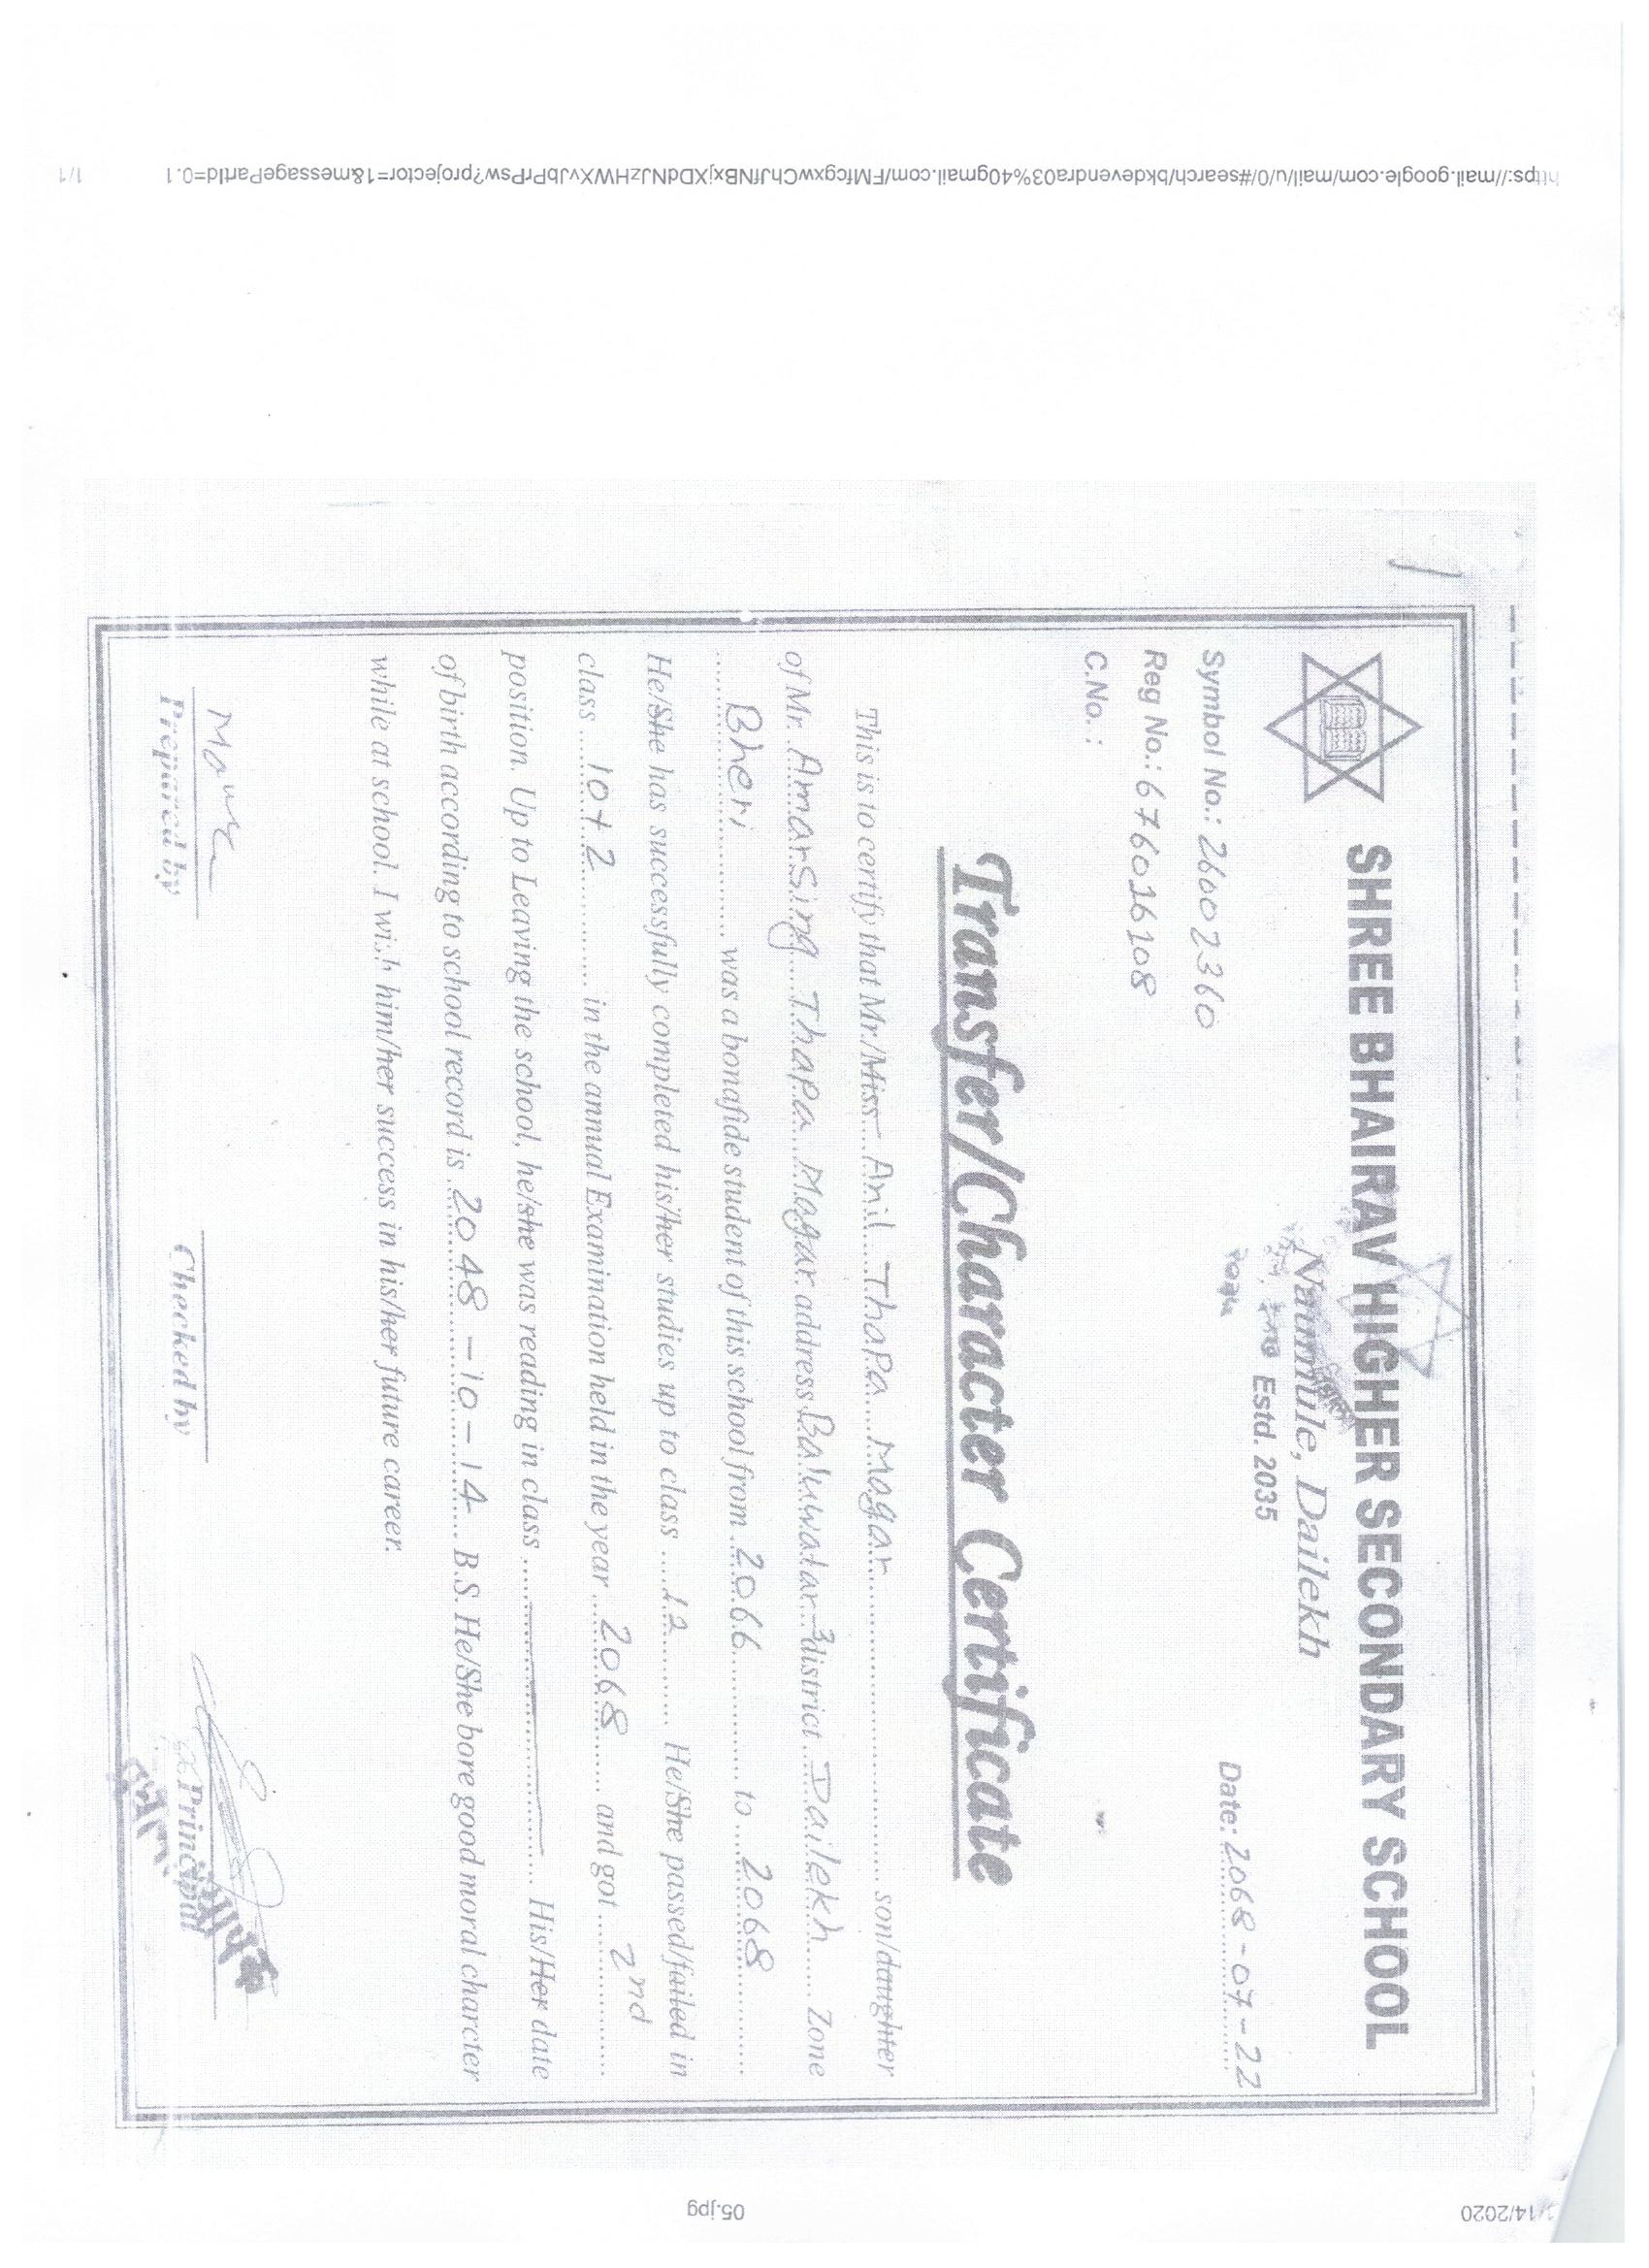 SHREE BHAIRAV HIGHER SECONDARY SCHOOL
Naumule, Dailekh
Estd. 2035
Symbol No.: 26002360
Date: 2068-07-22
Reg No.: 676016108
C.No. :
Transfer/Character Certificate
This is to certify that Mr./Miss Anil Thapa Magar son/daughter
of Mr. Amarsing Thapa Magar address Baluwatar-3 district Dailekh Zone
Bheri was a bonafide student of this school from 2066 to 2068
He/She has successfully completed his/her studies up to class 12 He/She passed/failed in
class 10+2 in the annual Examination held in the year 2068 and got 2nd
position. Up to Leaving the school, he/she was reading in class His/Her date
of birth according to school record is 2048-10-14 B.S. He/She bore good moral character
while at school. I wish him/her success in his/her future career.
Prepared by
Checked by
Principal
05.jpg
/14/2020
https://mail.google.com/mail/u/0/#search/bkdevendra03%40gmail.com/FMfcgxwChJfNBxjXDdNJzHWXvJbPrPsw?projector=1&messagePartId=0.1
1/1